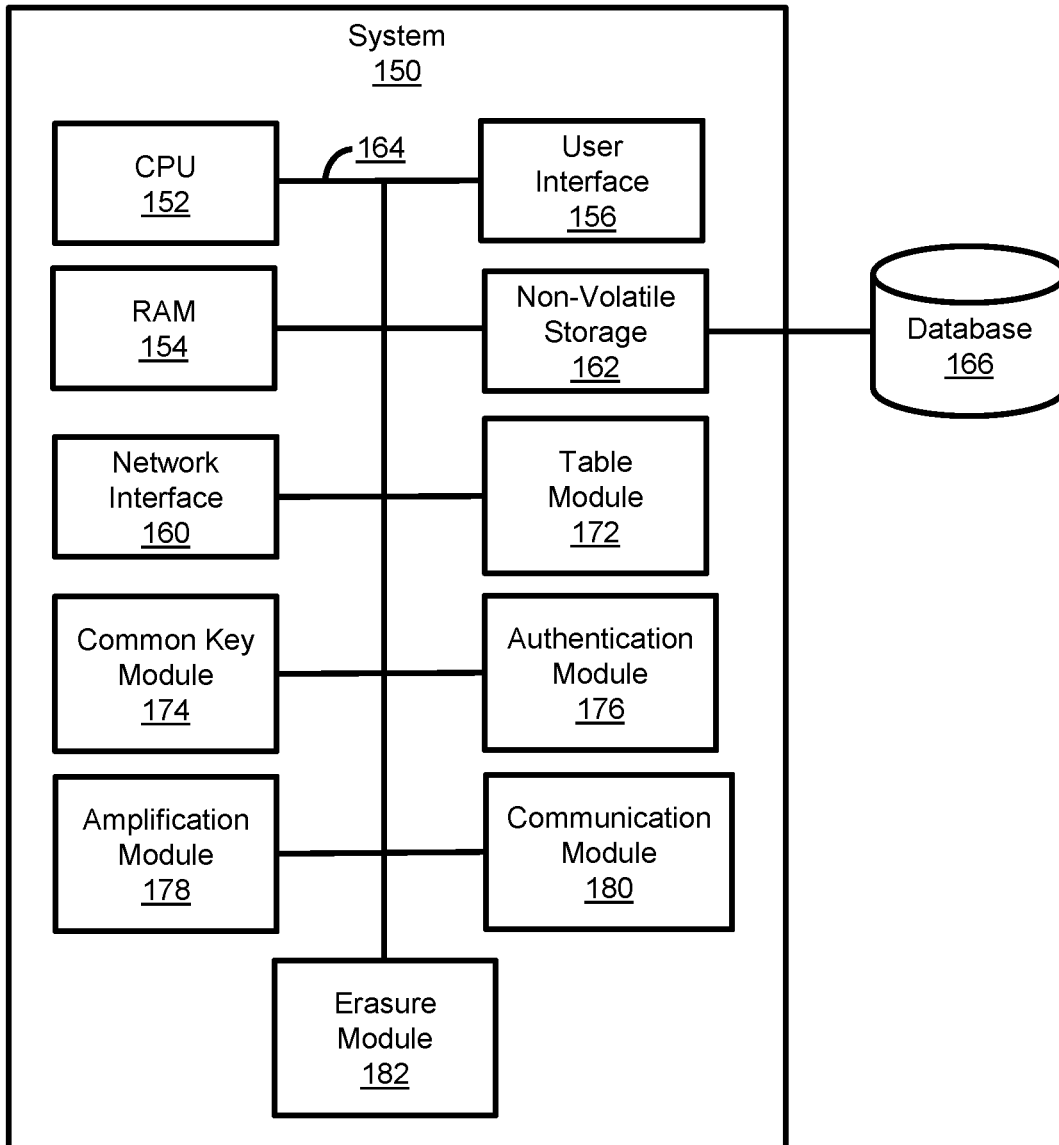 System
150
CPU
152
164
User
Interface
156
RAM
154
Non-Volatile
Storage
162
Database
166
Network
Interface
160
Table
Module
172
Common Key
Module
174
Authentication
Module
176
Amplification
Module
178
Communication
Module
180
Erasure
Module
182